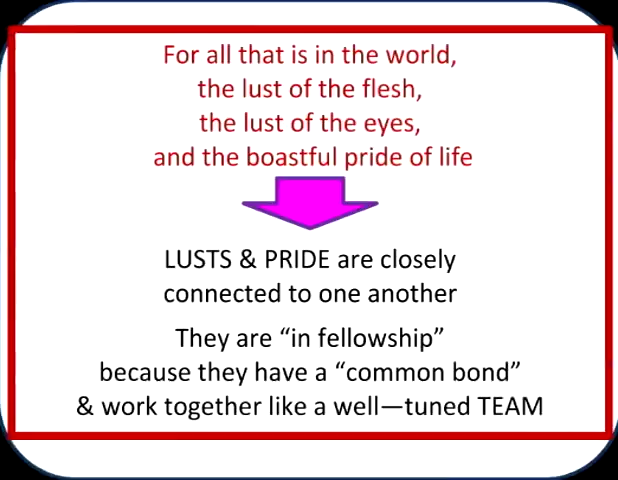 For all that is in the world,
the lust of the flesh,
the lust of the eyes,
and the boastful pride of life
LUSTS & PRIDE are closely
connected to one another
They are “in fellowship”
because they have a “common bond”
& work together like a well—tuned TEAM